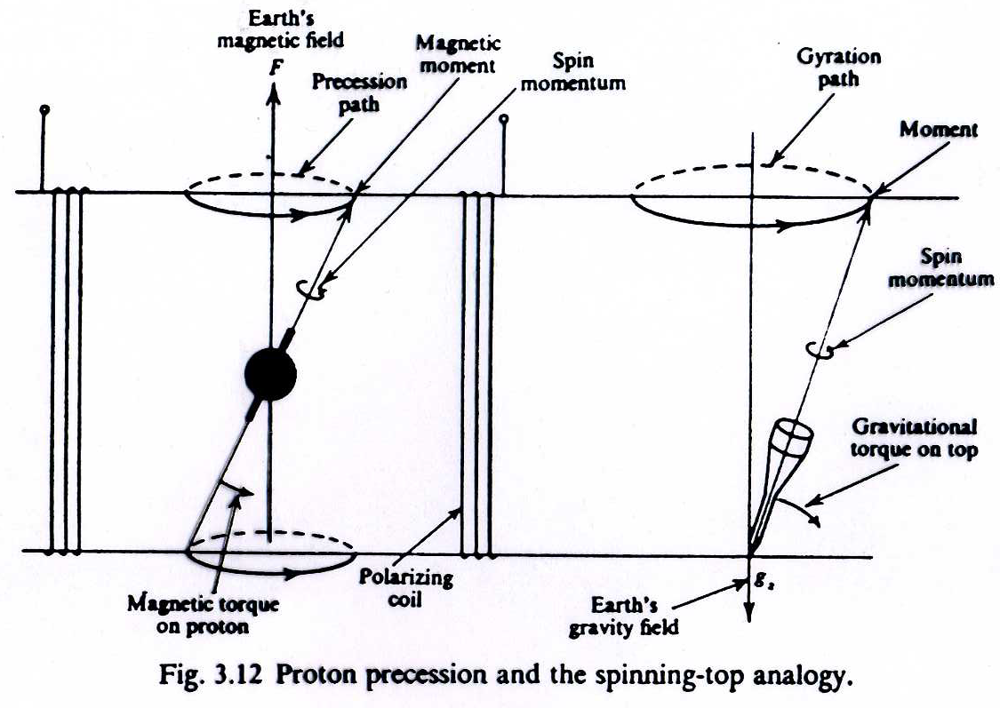 Earth's
magnetic field
F
Magnetic
moment
Precession
path
Spin
momentum
Gyration
path
Moment
Spin
momentum
Gravitational
torque on top
Polarizing
coil
Magnetic torque
on proton
Earth's
gravity field
gz
Fig. 3.12 Proton precession and the spinning-top analogy.